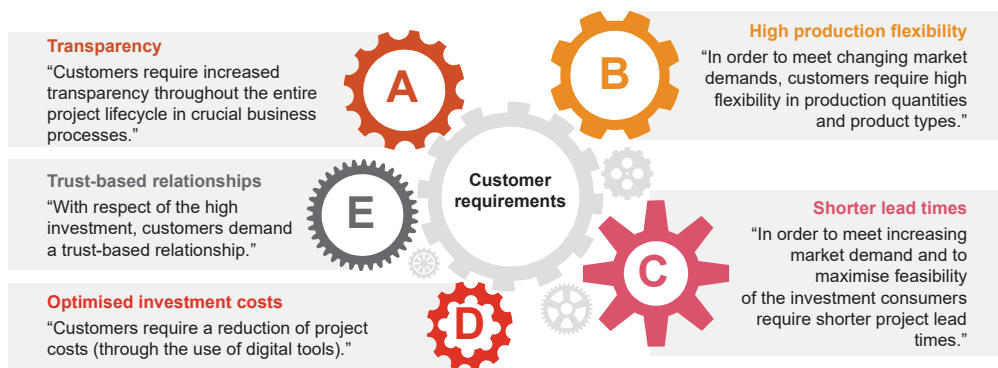 Transparency
“Customers require increased
transparency throughout the entire
project lifecycle in crucial business
processes.”
A
B
High production flexibility
“In order to meet changing market
demands, customers require high
flexibility in production quantities
and product types.”
Customer
requirements
Trust-based relationships
“With respect of the high
investment, customers demand
a trust-based relationship.”
E
C
Shorter lead times
“In order to meet increasing
market demand and to
maximise feasibility
of the investment consumers
require shorter project lead
times.”
Optimised investment costs
“Customers require a reduction of project
costs (through the use of digital tools).”
D